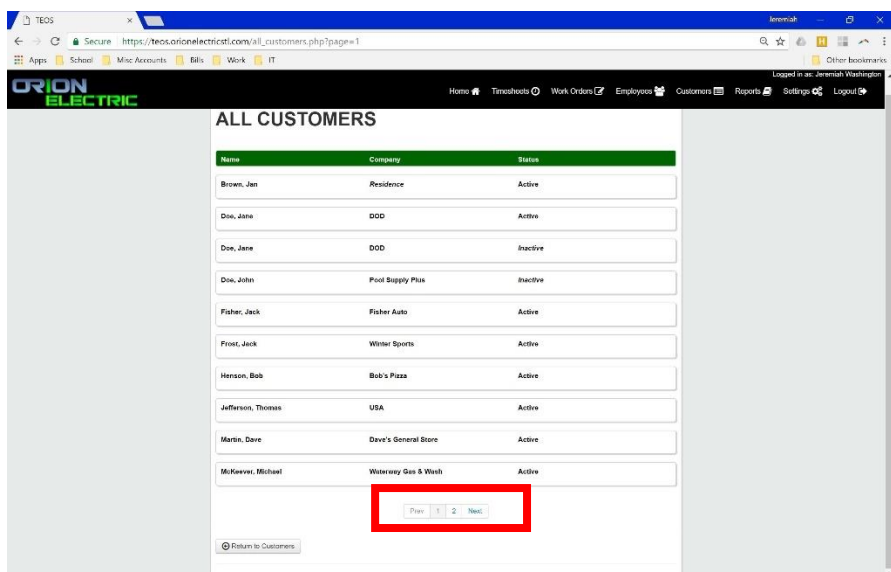 TEOS
Jeremiah
Secure https://teos.orionelectricstl.com/all_customers.php?page=1
Apps School Misc Accounts Bills Work IT Other bookmarks
Logged in as: Jeremiah Washington
ORION
ELECTRIC
Home Timesheets Work Orders Employees Customers Reports Settings Logout
ALL CUSTOMERS
Name Company Status
Brown, Jan Residence Active
Doe, Jane DOD Active
Doe, Jane DOD Inactive
Doe, John Pool Supply Plus Inactive
Fisher, Jack Fisher Auto Active
Frost, Jack Winter Sports Active
Henson, Bob Bob's Pizza Active
Jefferson, Thomas USA Active
Martin, Dave Dave's General Store Active
McKeever, Michael Waterway Gas & Wash Active
Prev 1 2 Next
Return to Customers